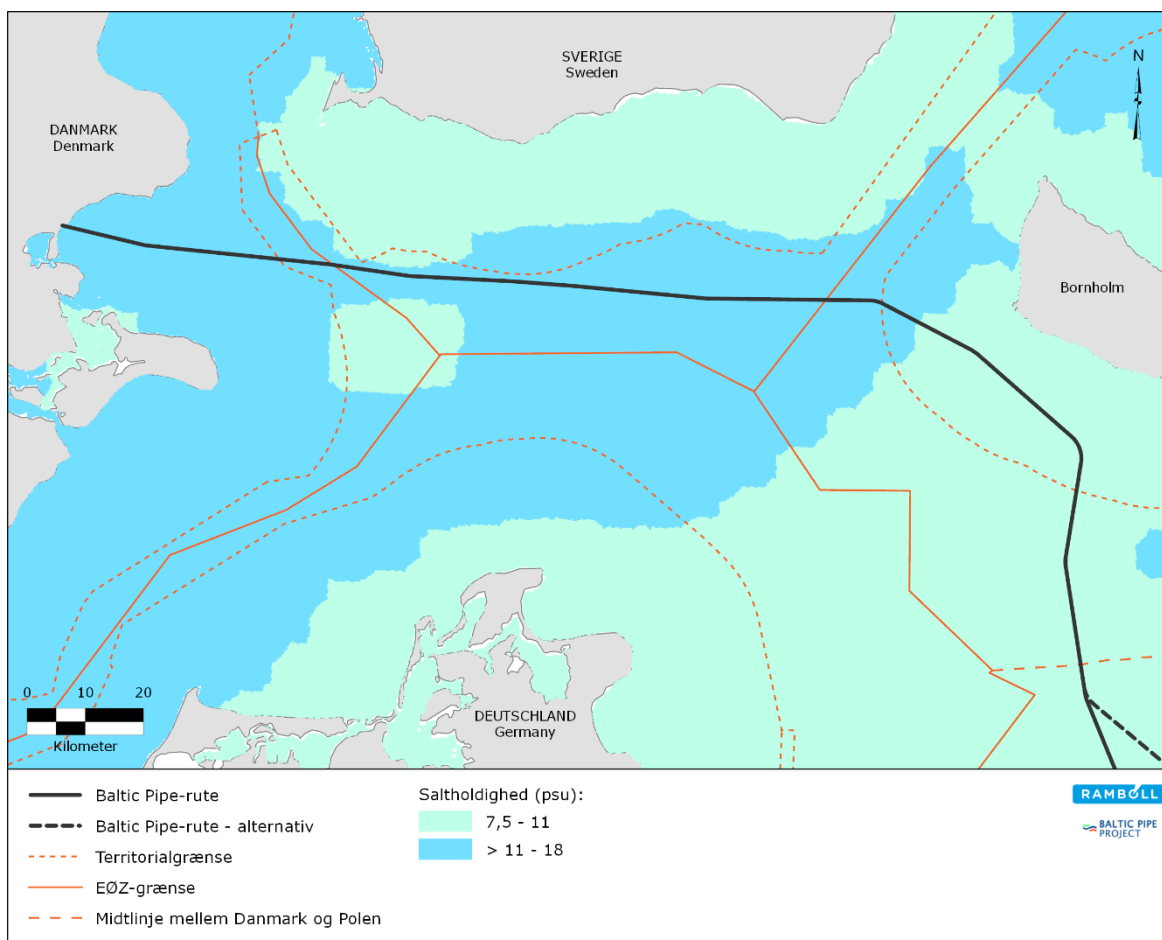 SVERIGE
Sweden
N
DANMARK
Denmark
Bornholm
0 10 20
Kilometer
DEUTSCHLAND
Germany
Baltic Pipe-rute
Baltic Pipe-rute - alternativ
Territorialgrænse
EØZ-grænse
Midtlinje mellem Danmark og Polen
Saltholdighed (psu):
7,5 - 11
> 11 - 18
RAMBOLL
BALTIC PIPE
PROJECT